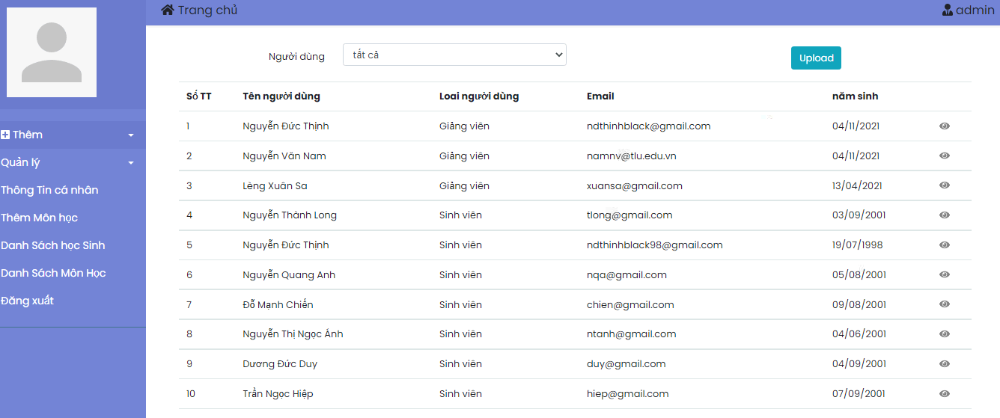 Trang chủ admin
Người dùng tất cả Upload
Số TT Tên người dùng Loai người dùng Email năm sinh
1 Nguyễn Đức Thịnh Giảng viên ndthinhblack@gmail.com 04/11/2021
2 Nguyễn Văn Nam Giảng viên namnv@tlu.edu.vn 04/11/2021
3 Lèng Xuân Sa Giảng viên xuansa@gmail.com 13/04/2021
4 Nguyễn Thành Long Sinh viên tlong@gmail.com 03/09/2001
5 Nguyễn Đức Thịnh Sinh viên ndthinhblack98@gmail.com 19/07/1998
6 Nguyễn Quang Anh Sinh viên nqa@gmail.com 05/08/2001
7 Đỗ Mạnh Chiến Sinh viên chien@gmail.com 09/08/2001
8 Nguyễn Thị Ngọc Ánh Sinh viên ntanh@gmail.com 04/06/2001
9 Dương Đức Duy Sinh viên duy@gmail.com 04/09/2001
10 Trần Ngọc Hiệp Sinh viên hiep@gmail.com 07/09/2001
Thêm
Quản lý
Thông Tin cá nhân
Thêm Môn học
Danh Sách học Sinh
Danh Sách Môn Học
Đăng xuất